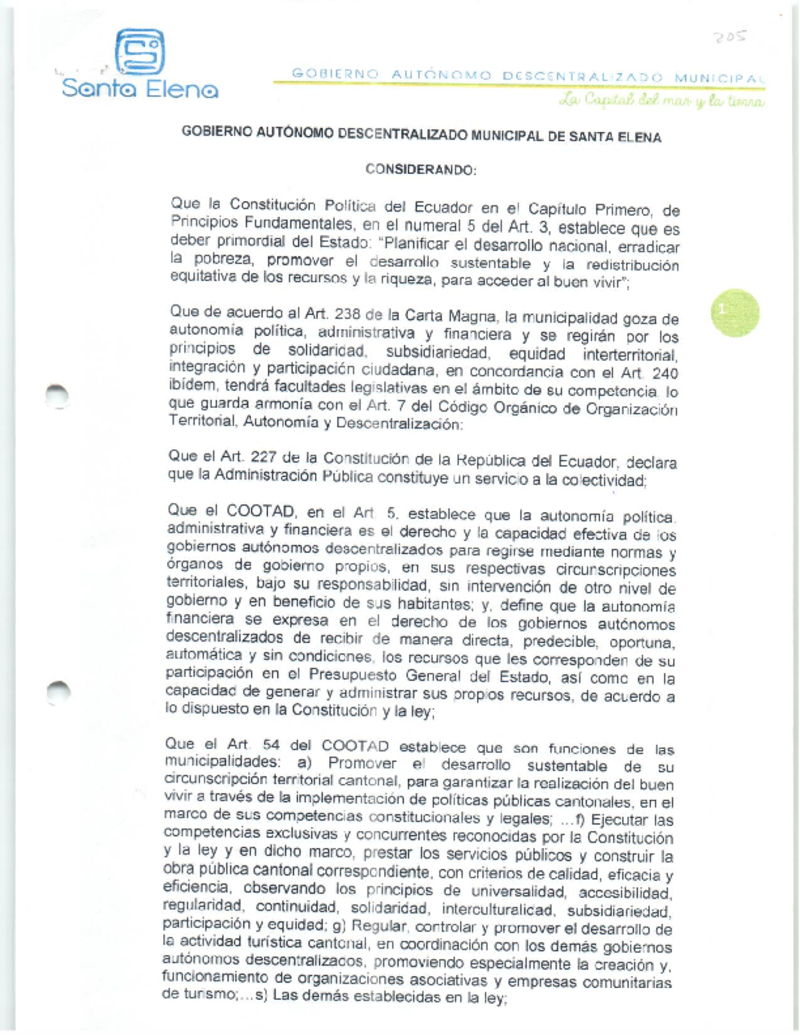 205
Santa Elena
GOBIERNO AUTÓNOMO DESCENTRALIZADO MUNICIPAL
La Capital del mar y la tierra
GOBIERNO AUTÓNOMO DESCENTRALIZADO MUNICIPAL DE SANTA ELENA
CONSIDERANDO:
Que la Constitución Política del Ecuador en el Capítulo Primero, de
Principios Fundamentales, en el numeral 5 del Art. 3, establece que es
deber primordial del Estado: “Planificar el desarrollo nacional, erradicar
la pobreza, promover el desarrollo sustentable y la redistribución
equitativa de los recursos y la riqueza, para acceder al buen vivir”;
Que de acuerdo al Art. 238 de la Carta Magna, la municipalidad goza de
autonomía política, administrativa y financiera y se regirán por los
principios de solidaridad, subsidiariedad, equidad interterritorial,
integración y participación ciudadana, en concordancia con el Art. 240
ibídem, tendrá facultades legislativas en el ámbito de su competencia, lo
que guarda armonía con el Art. 7 del Código Orgánico de Organización
Territorial, Autonomía y Descentralización:
1
Que el Art. 227 de la Constitución de la República del Ecuador, declara
que la Administración Pública constituye un servicio a la colectividad;
Que el COOTAD, en el Art 5, establece que la autonomía política,
administrativa y financiera es el derecho y la capacidad efectiva de los
gobiernos autónomos descentralizados para regirse mediante normas y
órganos de gobierno propios, en sus respectivas circunscripciones
territoriales, bajo su responsabilidad, sin intervención de otro nivel de
gobierno y en beneficio de sus habitantes; y, define que la autonomía
financiera se expresa en el derecho de los gobiernos autónomos
descentralizados de recibir de manera directa, predecible, oportuna,
automática y sin condiciones, los recursos que les corresponden de su
participación en el Presupuesto General del Estado, así como en la
capacidad de generar y administrar sus propios recursos, de acuerdo a
lo dispuesto en la Constitución y la ley;
Que el Art. 54 del COOTAD establece que son funciones de las
municipalidades: a) Promover el desarrollo sustentable de su
circunscripción territorial cantonal, para garantizar la realización del buen
vivir a través de la implementación de políticas públicas cantonales, en el
marco de sus competencias constitucionales y legales; ...f) Ejecutar las
competencias exclusivas y concurrentes reconocidas por la Constitución
y la ley y en dicho marco, prestar los servicios públicos y construir la
obra pública cantonal correspondiente, con criterios de calidad, eficacia y
eficiencia, observando los principios de universalidad, accesibilidad,
regularidad, continuidad, solidaridad, interculturalidad, subsidiariedad,
participación y equidad; g) Regular, controlar y promover el desarrollo de
la actividad turística cantonal, en coordinación con los demás gobiernos
autónomos descentralizados, promoviendo especialmente la creación y,
funcionamiento de organizaciones asociativas y empresas comunitarias
de turismo;...s) Las demás establecidas en la ley;